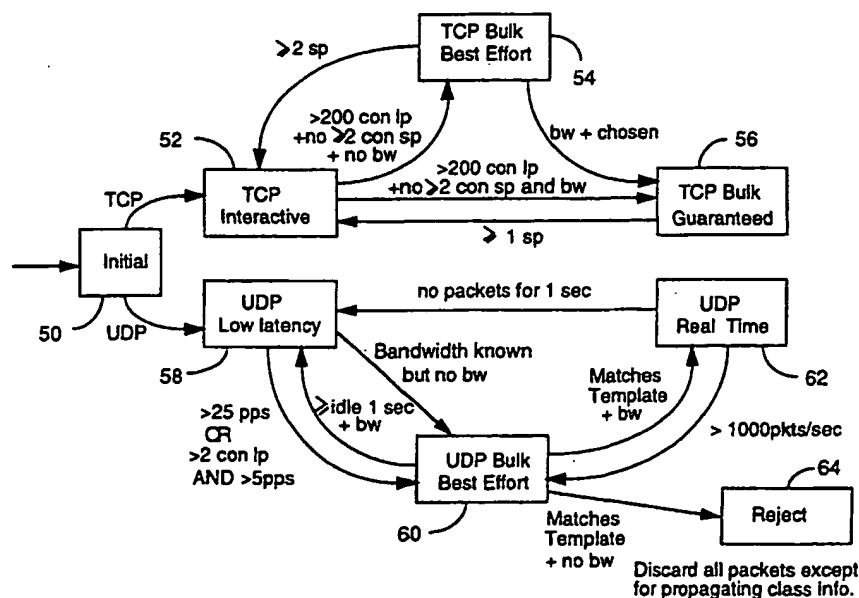 TCP Bulk
Best Effort
54
⩾2 sp
>200 con lp
+no ⩾2 con sp
+ no bw
bw + chosen
52
56
TCP
TCP
Interactive
>200 con lp
+no ⩾2 con sp and bw
TCP Bulk
Guaranteed
⩾ 1 sp
Initial
50
UDP
UDP
Low latency
58
no packets for 1 sec
UDP
Real Time
62
Bandwidth known
but no bw
Matches
Template
+ bw
⩾idle 1 sec
+ bw
>25 pps
OR
>2 con lp
AND >5pps
> 1000pkts/sec
UDP Bulk
Best Effort
60
64
Reject
Matches
Template
+ no bw
Discard all packets except
for propagating class info.